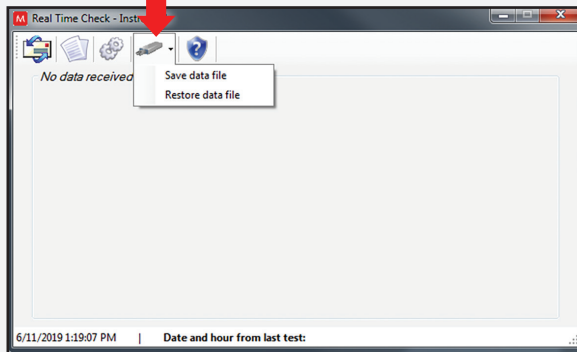 M Real Time Check - Instr
Save data file
No data received
Restore data file
6/11/2019 1:19:07 PM | Date and hour from last test: